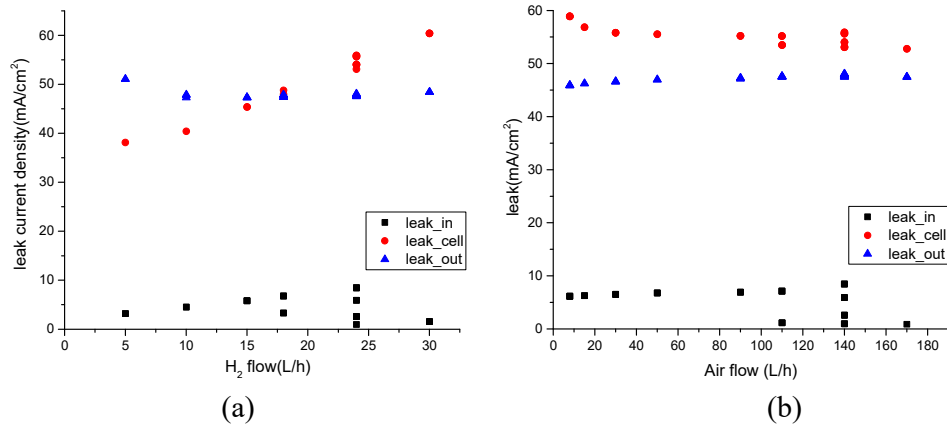 leak current density(mA/cm²)
60
50
40
30
20
10
0
leak_in
leak_cell
leak_out
0 5 10 15 20 25 30
H₂ flow(L/h)
(a)
leak(mA/cm²)
60
50
40
30
20
10
0
leak_in
leak_cell
leak_out
0 20 40 60 80 100 120 140 160 180
Air flow (L/h)
(b)